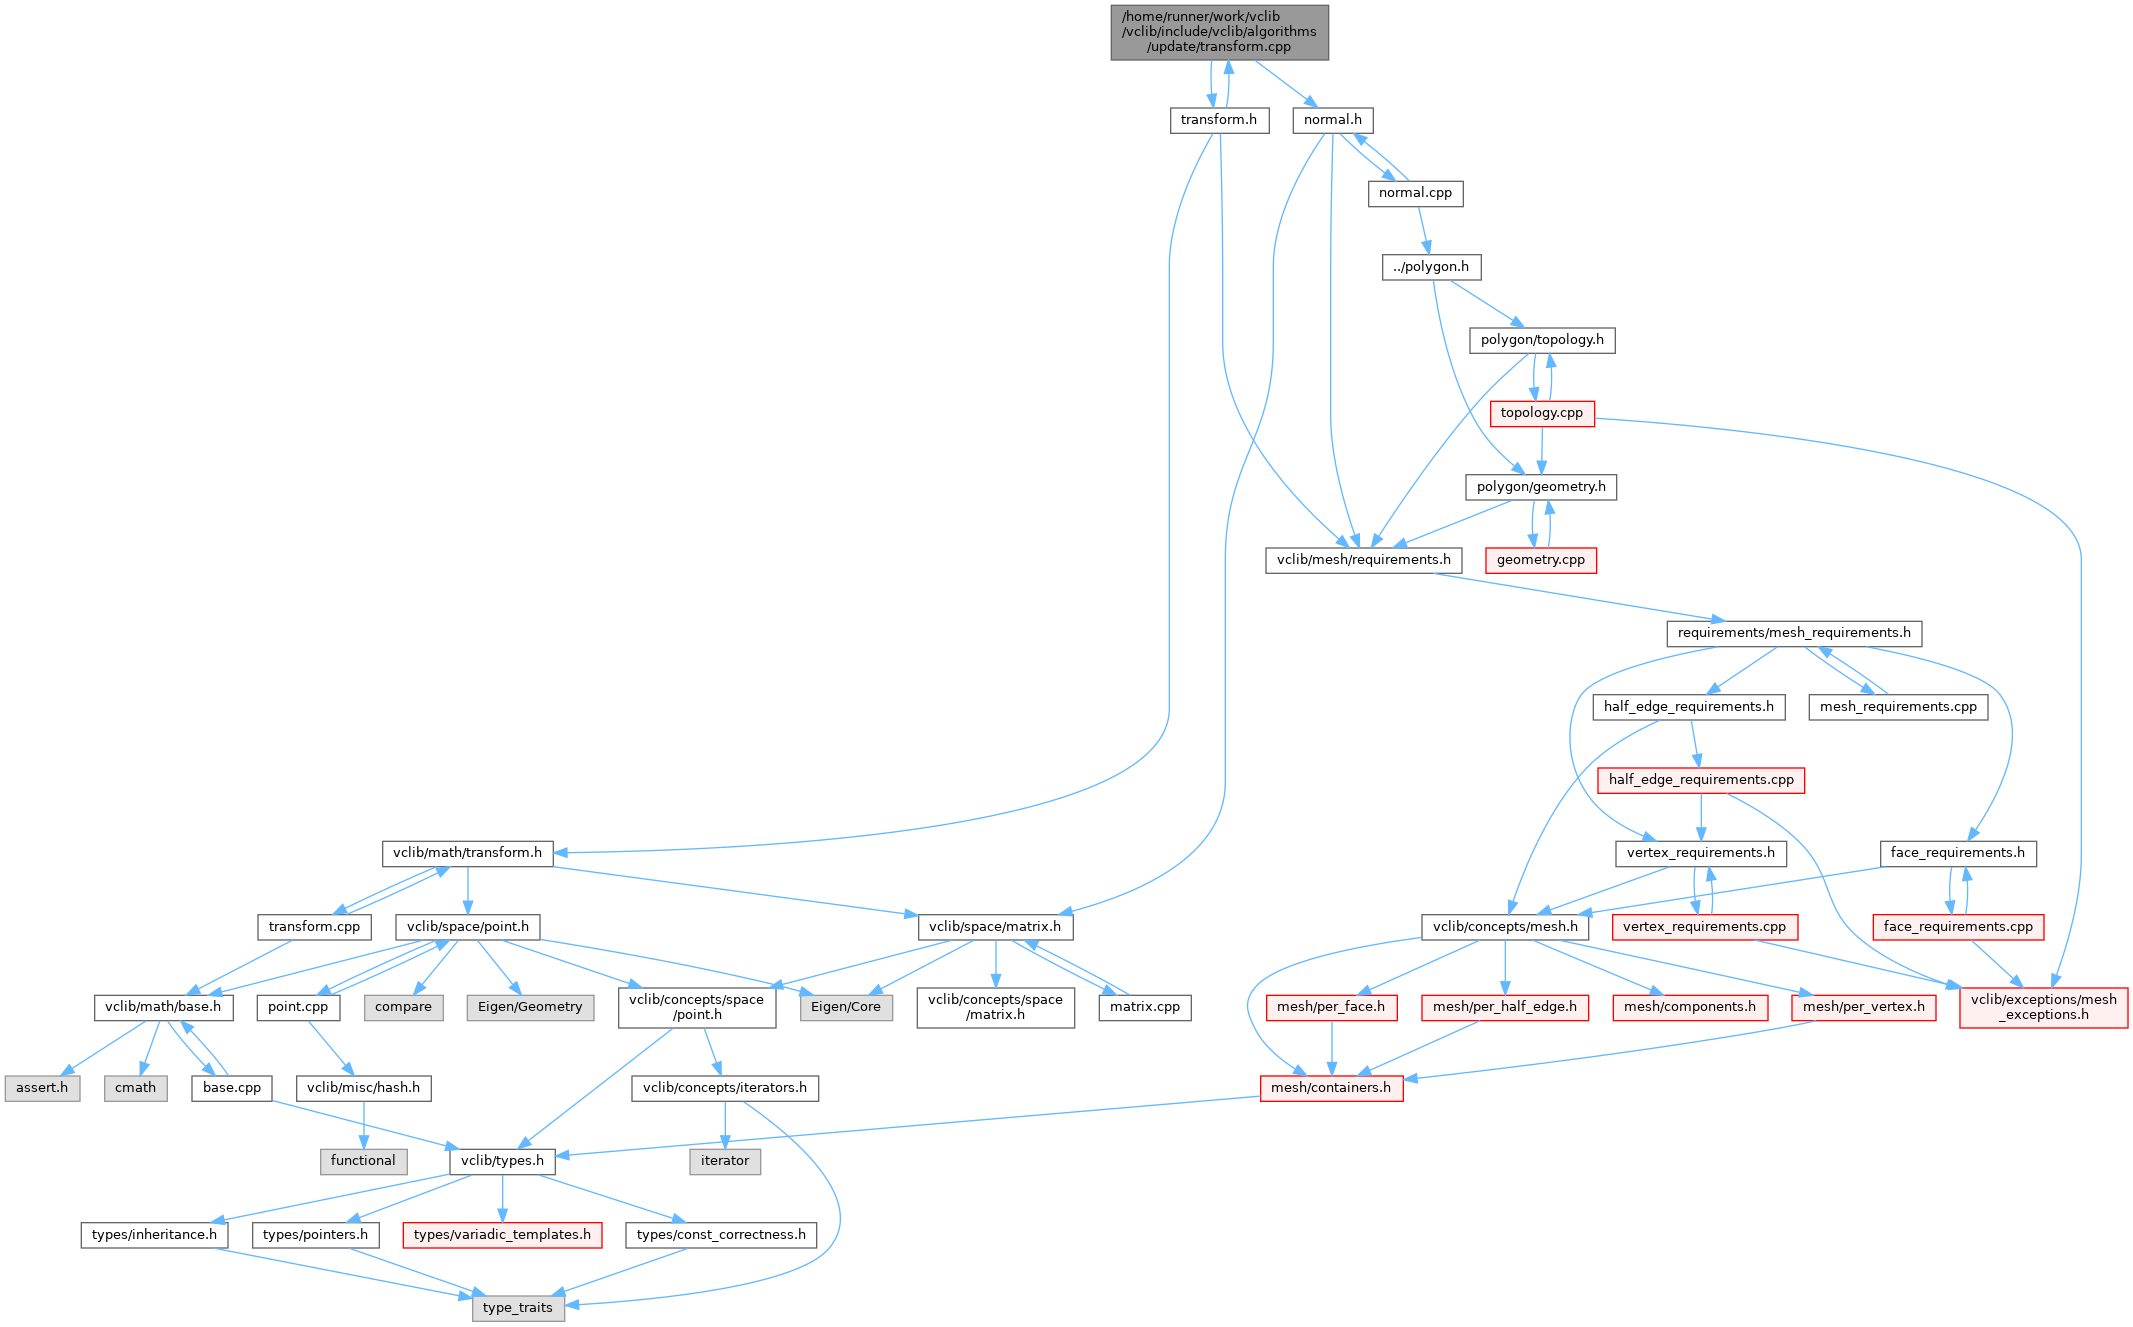 /home/runner/work/vclib
/vclib/include/vclib/algorithms
/update/transform.cpp
transform.h
normal.h
normal.cpp
../polygon.h
polygon/topology.h
topology.cpp
polygon/geometry.h
vclib/mesh/requirements.h
geometry.cpp
requirements/mesh_requirements.h
half_edge_requirements.h
mesh_requirements.cpp
half_edge_requirements.cpp
vclib/math/transform.h
vertex_requirements.h
face_requirements.h
transform.cpp
vclib/space/point.h
vclib/space/matrix.h
vclib/concepts/mesh.h
vertex_requirements.cpp
face_requirements.cpp
vclib/math/base.h
point.cpp
compare
Eigen/Geometry
vclib/concepts/space
/point.h
Eigen/Core
vclib/concepts/space
/matrix.h
matrix.cpp
mesh/per_face.h
mesh/per_half_edge.h
mesh/components.h
mesh/per_vertex.h
vclib/exceptions/mesh
_exceptions.h
assert.h
cmath
base.cpp
vclib/misc/hash.h
vclib/concepts/iterators.h
mesh/containers.h
functional
vclib/types.h
iterator
types/inheritance.h
types/pointers.h
types/variadic_templates.h
types/const_correctness.h
type_traits